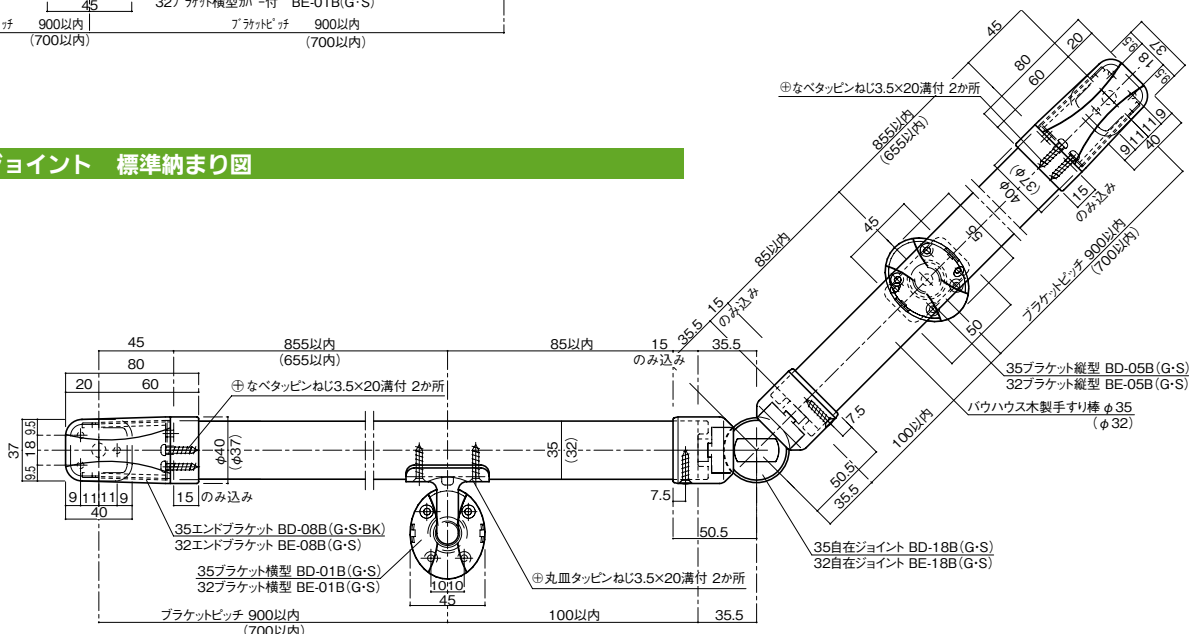 45
32ブラケット横型カバー付 BE-01B(G・S)
900以内
(700以内)
ブラケットピッチ 900以内
(700以内)
ジョイント 標準納まり図
45
80
60
20
37
9.5
18
9.5
⊕なべタッピンねじ3.5×20溝付 2か所
855以内
(655以内)
40φ
(37φ)
9
11
11
9
40
15
のみ込み
45
55
85以内
ブラケットピッチ 900以内
(700以内)
50
15
のみ込み
35.5
35ブラケット縦型 BD-05B(G・S)
32ブラケット縦型 BE-05B(G・S)
バウハウス木製手すり棒 φ35
(φ32)
100以内
7.5
50.5
35.5
45
855以内
(655以内)
85以内
15
のみ込み
35.5
80
20
60
⊕なべタッピンねじ3.5×20溝付 2か所
37
9.5
18
9.5
φ40
(φ37)
35
(32)
9
11
11
9
40
15
のみ込み
7.5
50.5
35エンドブラケット BD-08B(G・S・BK)
32エンドブラケット BE-08B(G・S)
35ブラケット横型 BD-01B(G・S)
32ブラケット横型 BE-01B(G・S)
10
10
45
⊕丸皿タッピンねじ3.5×20溝付 2か所
35自在ジョイント BD-18B(G・S)
32自在ジョイント BE-18B(G・S)
ブラケットピッチ 900以内
(700以内)
100以内
35.5